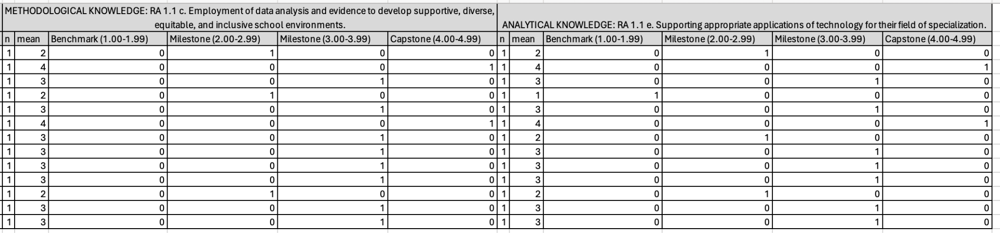 METHODOLOGICAL KNOWLEDGE: RA 1.1 c. Employment of data analysis and evidence to develop supportive, diverse,
equitable, and inclusive school environments. ANALYTICAL KNOWLEDGE: RA 1.1 e. Supporting appropriate applications of technology for their field of specialization.
n mean Benchmark (1.00-1.99) Milestone (2.00-2.99) Milestone (3.00-3.99) Capstone (4.00-4.99) n mean Benchmark (1.00-1.99) Milestone (2.00-2.99) Milestone (3.00-3.99) Capstone (4.00-4.99)
1 2 0 1 0 0 1 2 0 1 0 0
1 4 0 0 0 1 1 4 0 0 0 1
1 3 0 0 1 0 1 3 0 0 1 0
1 2 0 1 0 0 1 1 1 0 0 0
1 3 0 0 1 0 1 3 0 0 1 0
1 4 0 0 0 1 1 4 0 0 0 1
1 3 0 0 1 0 1 2 0 1 0 0
1 3 0 0 1 0 1 3 0 0 1 0
1 3 0 0 1 0 1 3 0 0 1 0
1 3 0 0 1 0 1 3 0 0 1 0
1 2 0 1 0 0 1 2 0 1 0 0
1 3 0 0 1 0 1 3 0 0 1 0
1 3 0 0 1 0 1 3 0 0 1 0